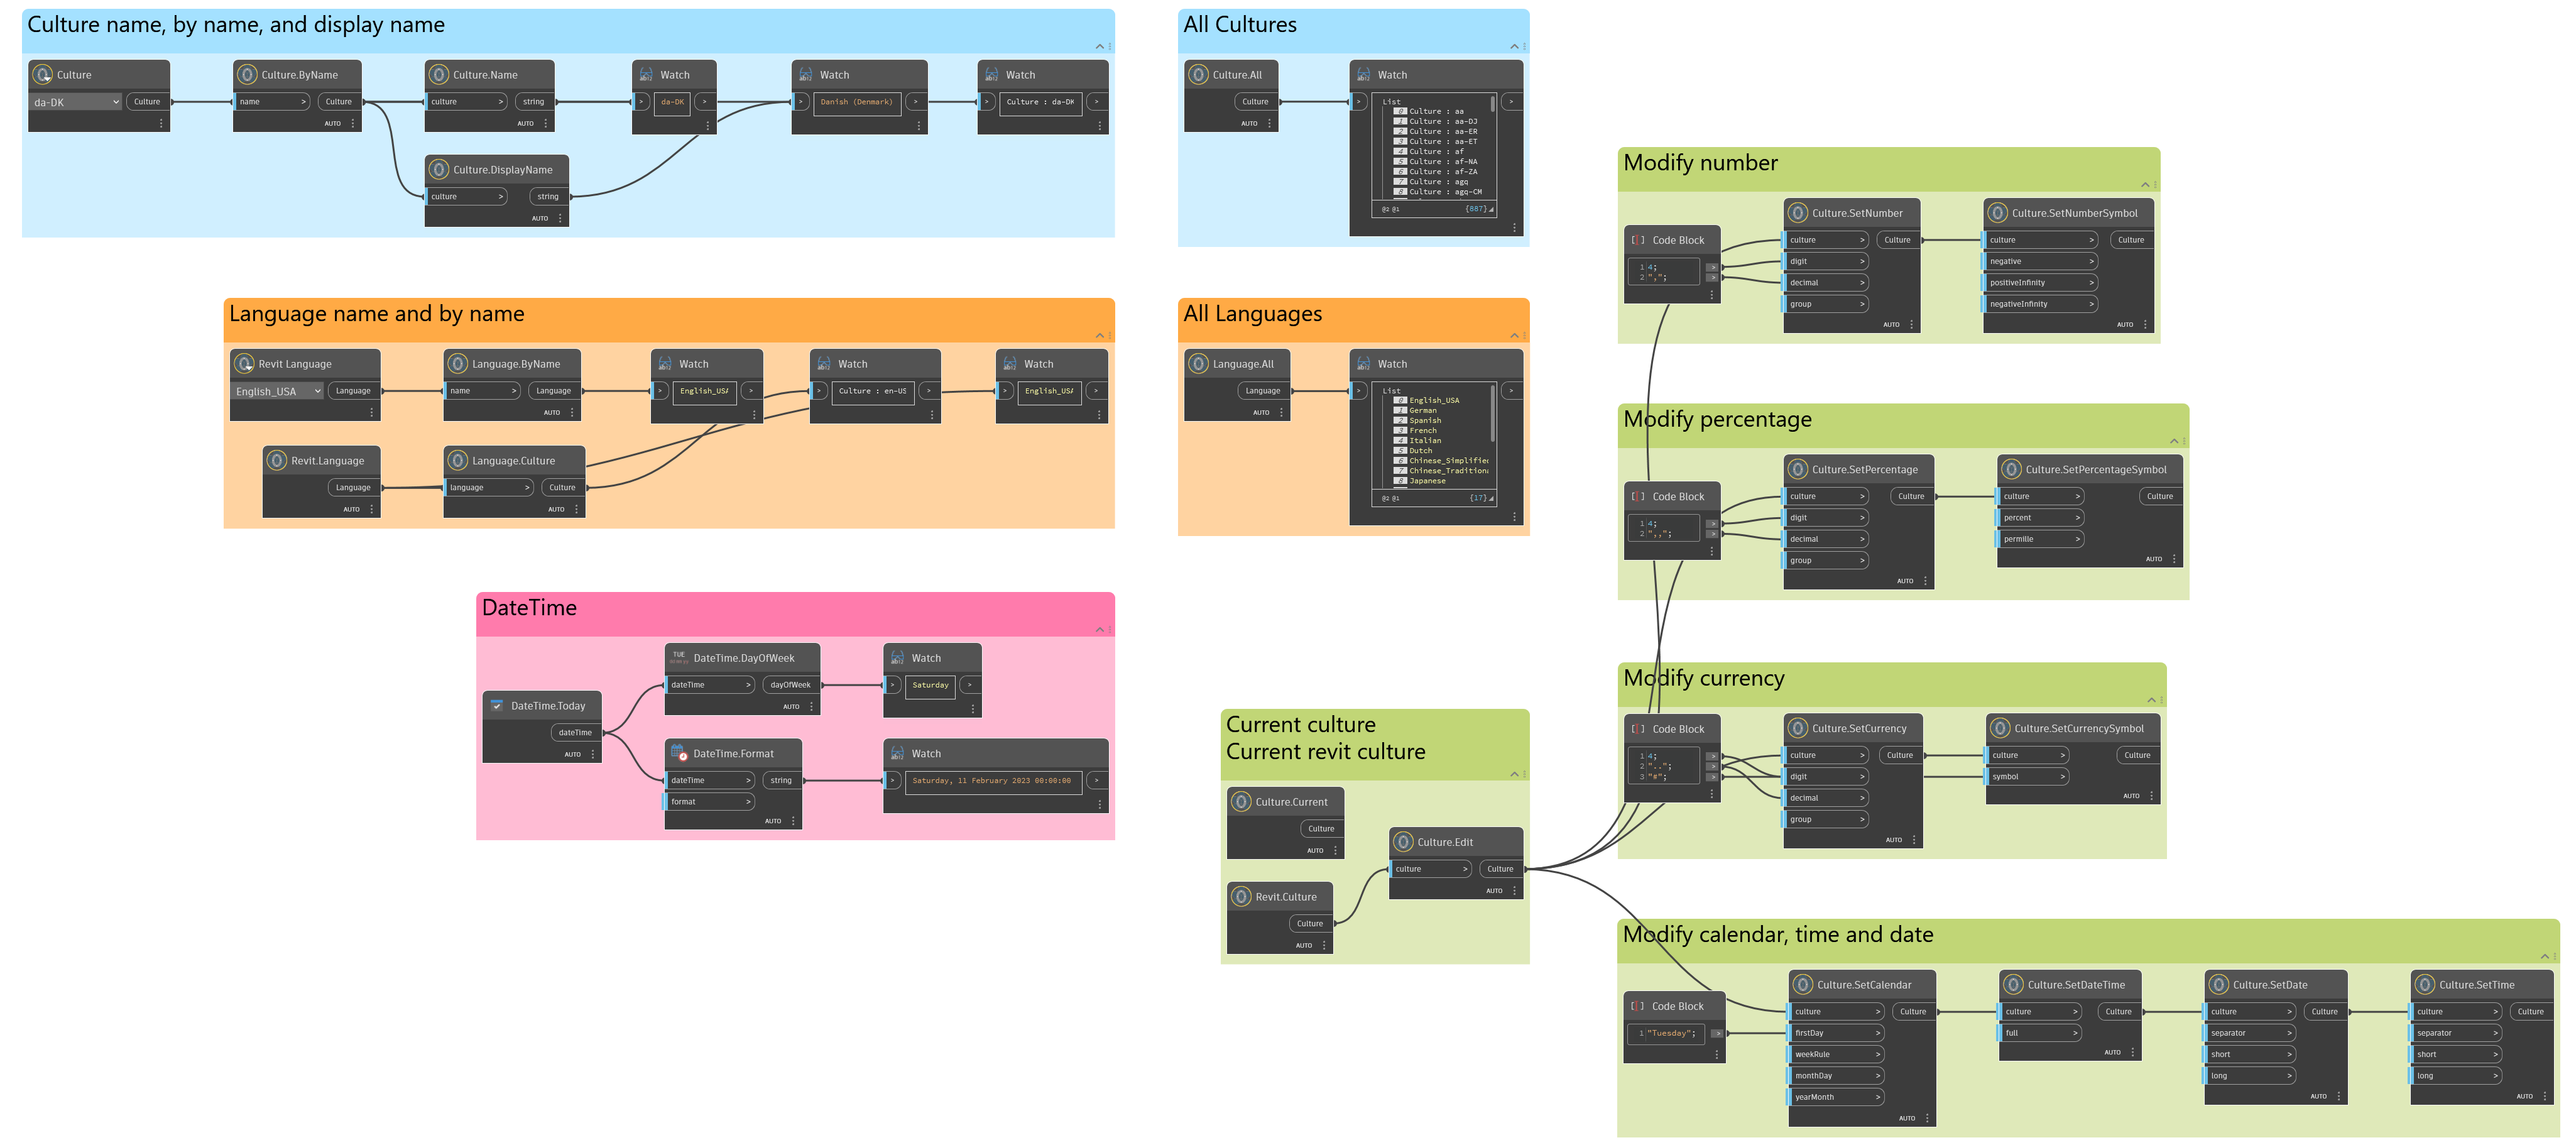 Culture name, by name, and display name
Culture
da-DK
Culture
Culture.ByName
name >
Culture
AUTO
Culture.Name
culture >
string
AUTO
Watch
>
da-DK
>
Watch
>
Danish (Denmark)
>
Watch
>
Culture : da-DK
>
Culture.DisplayName
culture >
string
AUTO
All Cultures
Culture.All
Culture
AUTO
Watch
>
List
0 Culture : aa
1 Culture : aa-DJ
2 Culture : aa-ER
3 Culture : aa-ET
4 Culture : af
5 Culture : af-NA
6 Culture : af-ZA
7 Culture : agq
8 Culture : agq-CM
@2 @1
{887}
>
Language name and by name
Revit Language
English_USA
Language
Language.ByName
name >
Language
AUTO
Watch
>
English_USA
>
Watch
>
Culture : en-US
>
Watch
>
English_USA
>
Revit.Language
Language
AUTO
Language.Culture
language >
Culture
AUTO
All Languages
Language.All
Language
AUTO
Watch
>
List
0 English_USA
1 German
2 Spanish
3 French
4 Italian
5 Dutch
6 Chinese_Simplified
7 Chinese_Traditiona
8 Japanese
@2 @1
{17}
>
DateTime
DateTime.Today
dateTime
AUTO
TUE
DateTime.DayOfWeek
dateTime >
dayOfWeek
AUTO
Watch
>
Saturday
>
DateTime.Format
dateTime >
string
format >
AUTO
Watch
>
Saturday, 11 February 2023 00:00:00
>
Current culture
Current revit culture
Culture.Current
Culture
AUTO
Revit.Culture
Culture
AUTO
Culture.Edit
culture >
Culture
AUTO
Modify number
Code Block
1 4;
2 ",";
>
>
Culture.SetNumber
culture >
Culture
digit >
decimal >
group >
AUTO
Culture.SetNumberSymbol
culture >
Culture
negative >
positiveInfinity >
negativeInfinity >
AUTO
Modify percentage
Code Block
1 4;
2 ",,";
>
>
Culture.SetPercentage
culture >
Culture
digit >
decimal >
group >
AUTO
Culture.SetPercentageSymbol
culture >
Culture
percent >
permille >
AUTO
Modify currency
Code Block
1 4;
2 "..";
3 "#";
>
>
>
Culture.SetCurrency
culture >
Culture
digit >
decimal >
group >
AUTO
Culture.SetCurrencySymbol
culture >
Culture
symbol >
AUTO
Modify calendar, time and date
Code Block
1 "Tuesday";
>
Culture.SetCalendar
culture >
Culture
firstDay >
weekRule >
monthDay >
yearMonth >
AUTO
Culture.SetDateTime
culture >
Culture
full >
AUTO
Culture.SetDate
culture >
Culture
separator >
short >
long >
AUTO
Culture.SetTime
culture >
Culture
separator >
short >
long >
AUTO